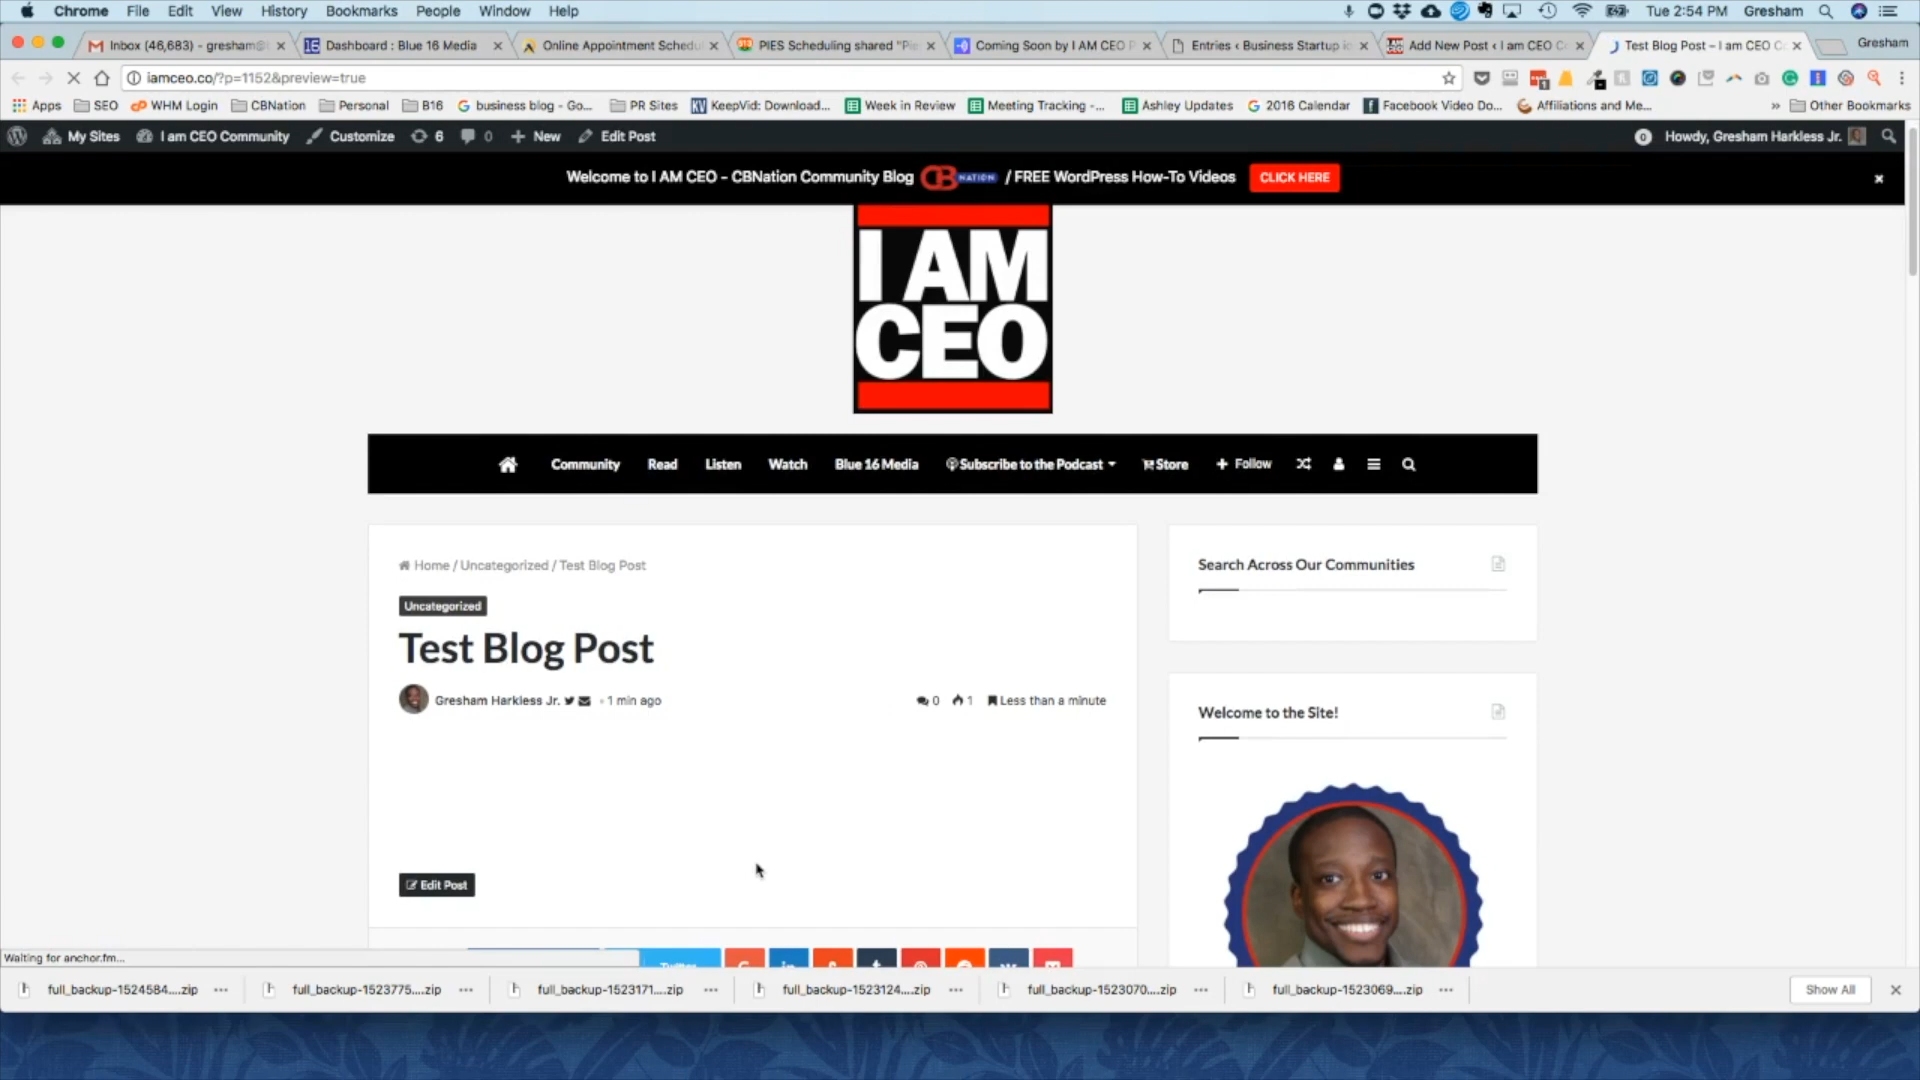 Chrome File Edit View History Bookmarks People Window Help Tue 2:54 PM Gresham
Inbox (46,683) - gresham@ Dashboard : Blue 16 Media Online Appointment Schedu PIES Scheduling shared "Pie Coming Soon by I AM CEO P Entries ‹ Business Startup ic Add New Post ‹ I am CEO C Test Blog Post – I am CEO C Gresham
iamceo.co/?p=1152&preview=true
Apps SEO WHM Login CBNation Personal B16 business blog - Go... PR Sites KeepVid: Download... Week in Review Meeting Tracking -... Ashley Updates 2016 Calendar Facebook Video Do... Affiliations and Me... » Other Bookmarks
My Sites I am CEO Community Customize 6 0 New Edit Post 0 Howdy, Gresham Harkless Jr.
Welcome to I AM CEO – CBNation Community Blog CB NATION / FREE WordPress How-To Videos CLICK HERE
I AM
CEO
Community Read Listen Watch Blue 16 Media Subscribe to the Podcast Store Follow
Home / Uncategorized / Test Blog Post
Search Across Our Communities
Uncategorized
Test Blog Post
Gresham Harkless Jr. • 1 min ago 0 1 Less than a minute
Welcome to the Site!
Edit Post
Twitter
Waiting for anchor.fm...
full_backup-1524584....zip full_backup-1523775....zip full_backup-1523171....zip full_backup-1523124....zip full_backup-1523070....zip full_backup-1523069....zip Show All